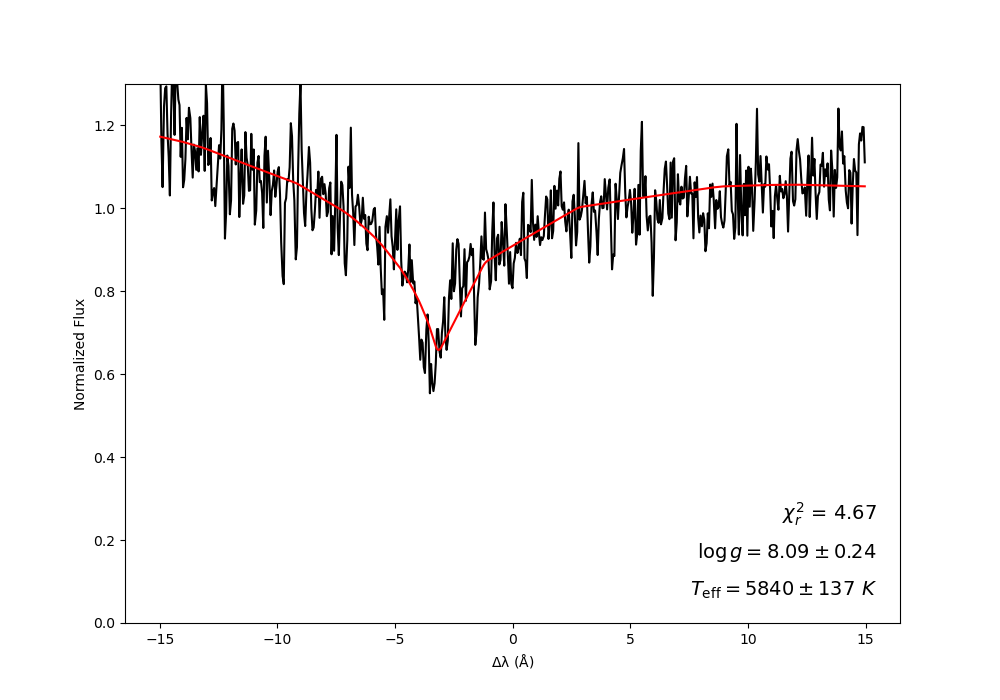 1.2
1.0
0.8
0.6
0.4
0.2
0.0
Normalized Flux
χ²ᵣ = 4.67
log g = 8.09 ± 0.24
T_eff = 5840 ± 137 K
−15 −10 −5 0 5 10 15
Δλ (Å)